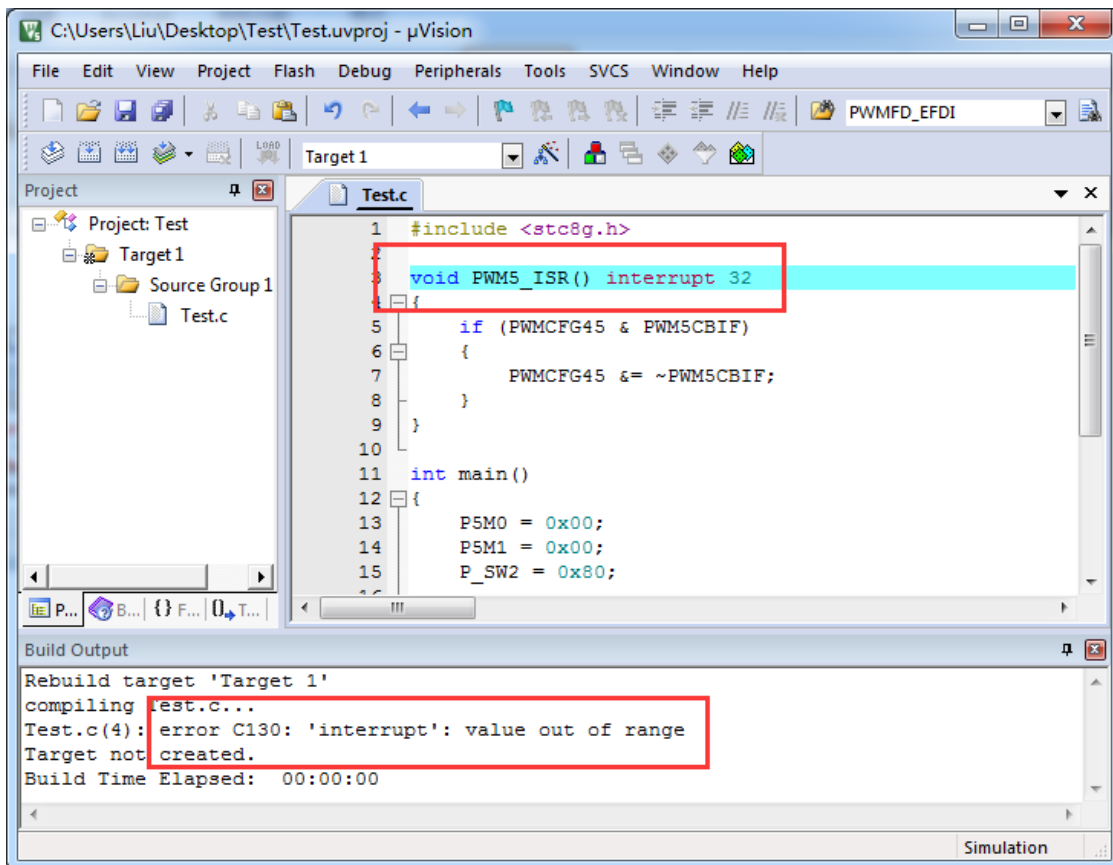 C:\Users\Liu\Desktop\Test\Test.uvproj - µVision
File Edit View Project Flash Debug Peripherals Tools SVCS Window Help
PWMFD_EFDI
LOAD
Target 1
Project
Test.c
Project: Test
Target 1
Source Group 1
Test.c
1 #include <stc8g.h>
2
3 void PWM5_ISR() interrupt 32
4 {
5 if (PWMCFG45 & PWM5CBIF)
6 {
7 PWMCFG45 &= ~PWM5CBIF;
8 }
9 }
10
11 int main()
12 {
13 P5M0 = 0x00;
14 P5M1 = 0x00;
15 P_SW2 = 0x80;
P... B... {} F... 0 T...
Build Output
Rebuild target 'Target 1'
compiling Test.c...
Test.c(4): error C130: 'interrupt': value out of range
Target not created.
Build Time Elapsed: 00:00:00
Simulation